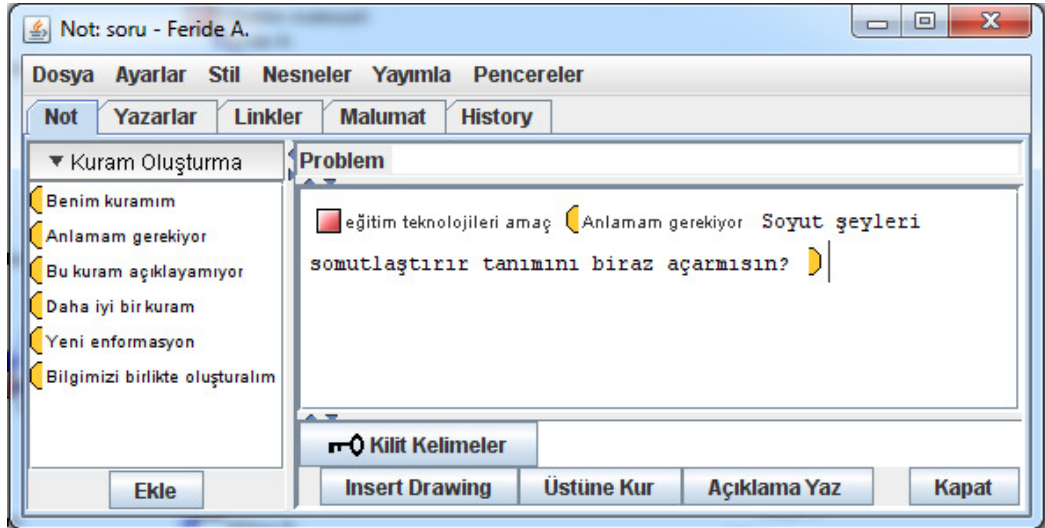 Not: soru - Feride A.
Dosya Ayarlar Stil Nesneler Yayımla Pencereler
Not Yazarlar Linkler Malumat History
Kuram Oluşturma
Benim kuramım
Anlamam gerekiyor
Bu kuram açıklayamıyor
Daha iyi bir kuram
Yeni enformasyon
Bilgimizi birlikte oluşturalım
Ekle
Problem
eğitim teknolojileri amaç Anlamam gerekiyor Soyut şeyleri
somutlaştırır tanımını biraz açarmısın?
Kilit Kelimeler
Insert Drawing Üstüne Kur Açıklama Yaz Kapat